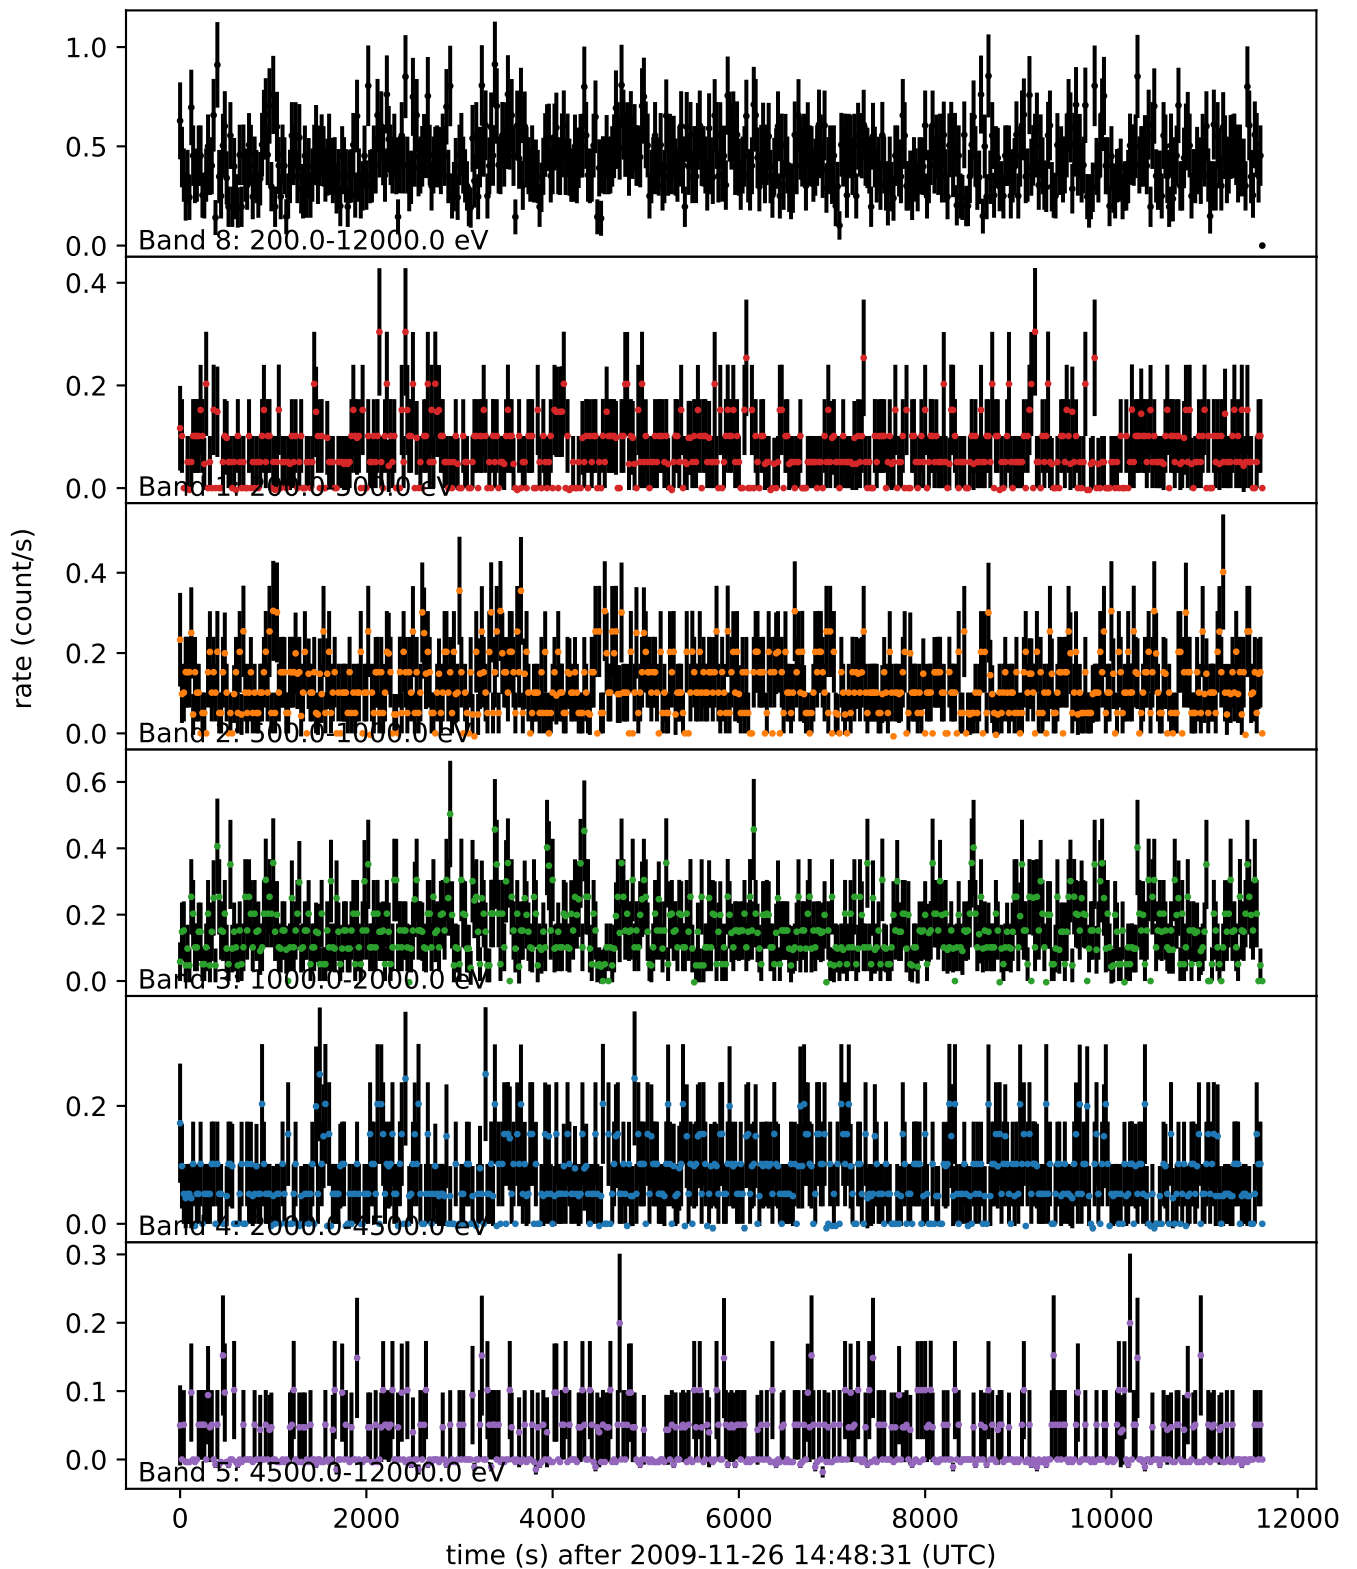 1.0
0.5
0.0
Band 8: 200.0-12000.0 eV
0.4
0.2
0.0
Band 1: 200.0-500.0 eV
rate (count/s)
0.4
0.2
0.0
Band 2: 500.0-1000.0 eV
0.6
0.4
0.2
0.0
Band 3: 1000.0-2000.0 eV
0.2
0.0
Band 4: 2000.0-4500.0 eV
0.3
0.2
0.1
0.0
Band 5: 4500.0-12000.0 eV
0 2000 4000 6000 8000 10000 12000
time (s) after 2009-11-26 14:48:31 (UTC)